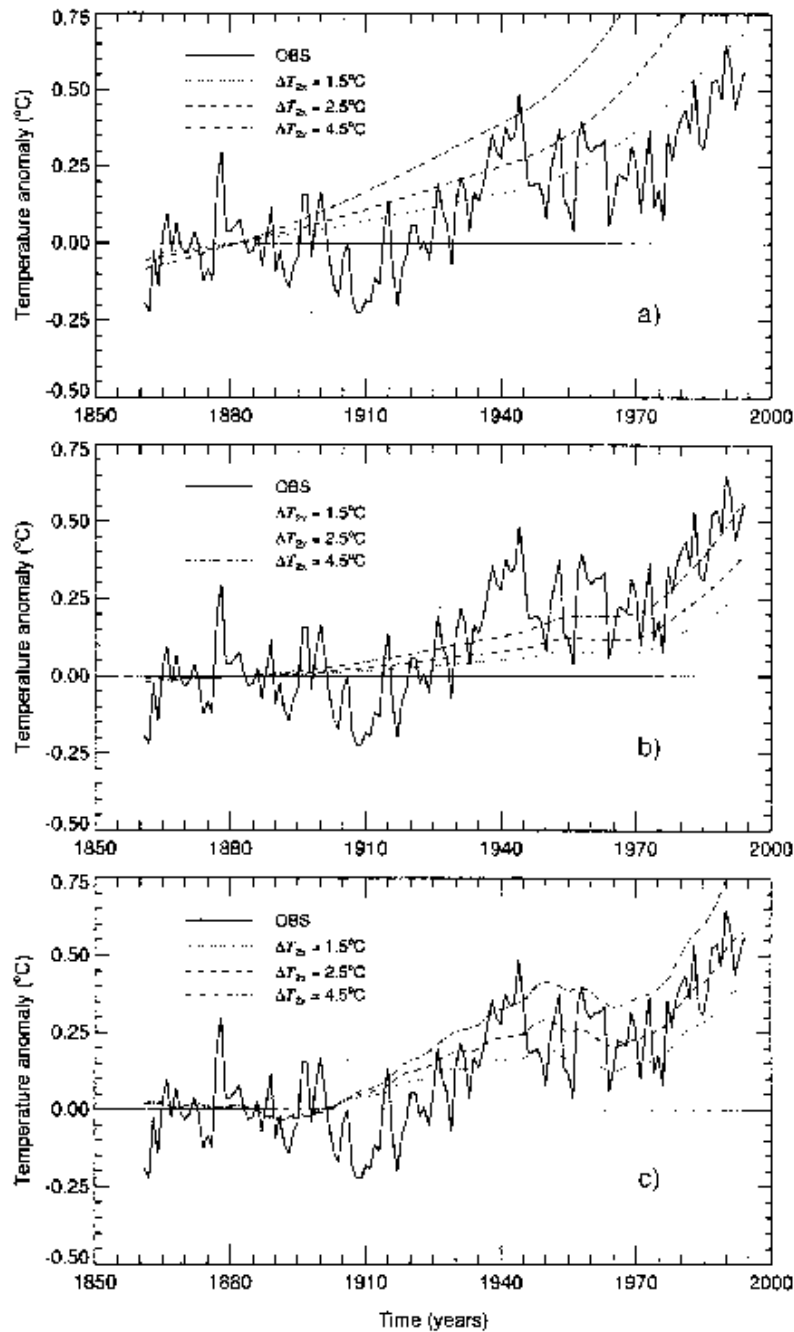 0.75
0.50
0.25
0.00
-0.25
-0.50
Temperature anomaly (°C)
OBS
ΔT2x = 1.5°C
ΔT2x = 2.5°C
ΔT2x = 4.5°C
a)
1850 1880 1910 1940 1970 2000
0.75
0.50
0.25
0.00
-0.25
-0.50
Temperature anomaly (°C)
OBS
ΔT2x = 1.5°C
ΔT2x = 2.5°C
ΔT2x = 4.5°C
b)
1850 1880 1910 1940 1970 2000
0.75
0.50
0.25
0.00
-0.25
-0.50
Temperature anomaly (°C)
OBS
ΔT2x = 1.5°C
ΔT2x = 2.5°C
ΔT2x = 4.5°C
c)
1850 1880 1910 1940 1970 2000
Time (years)